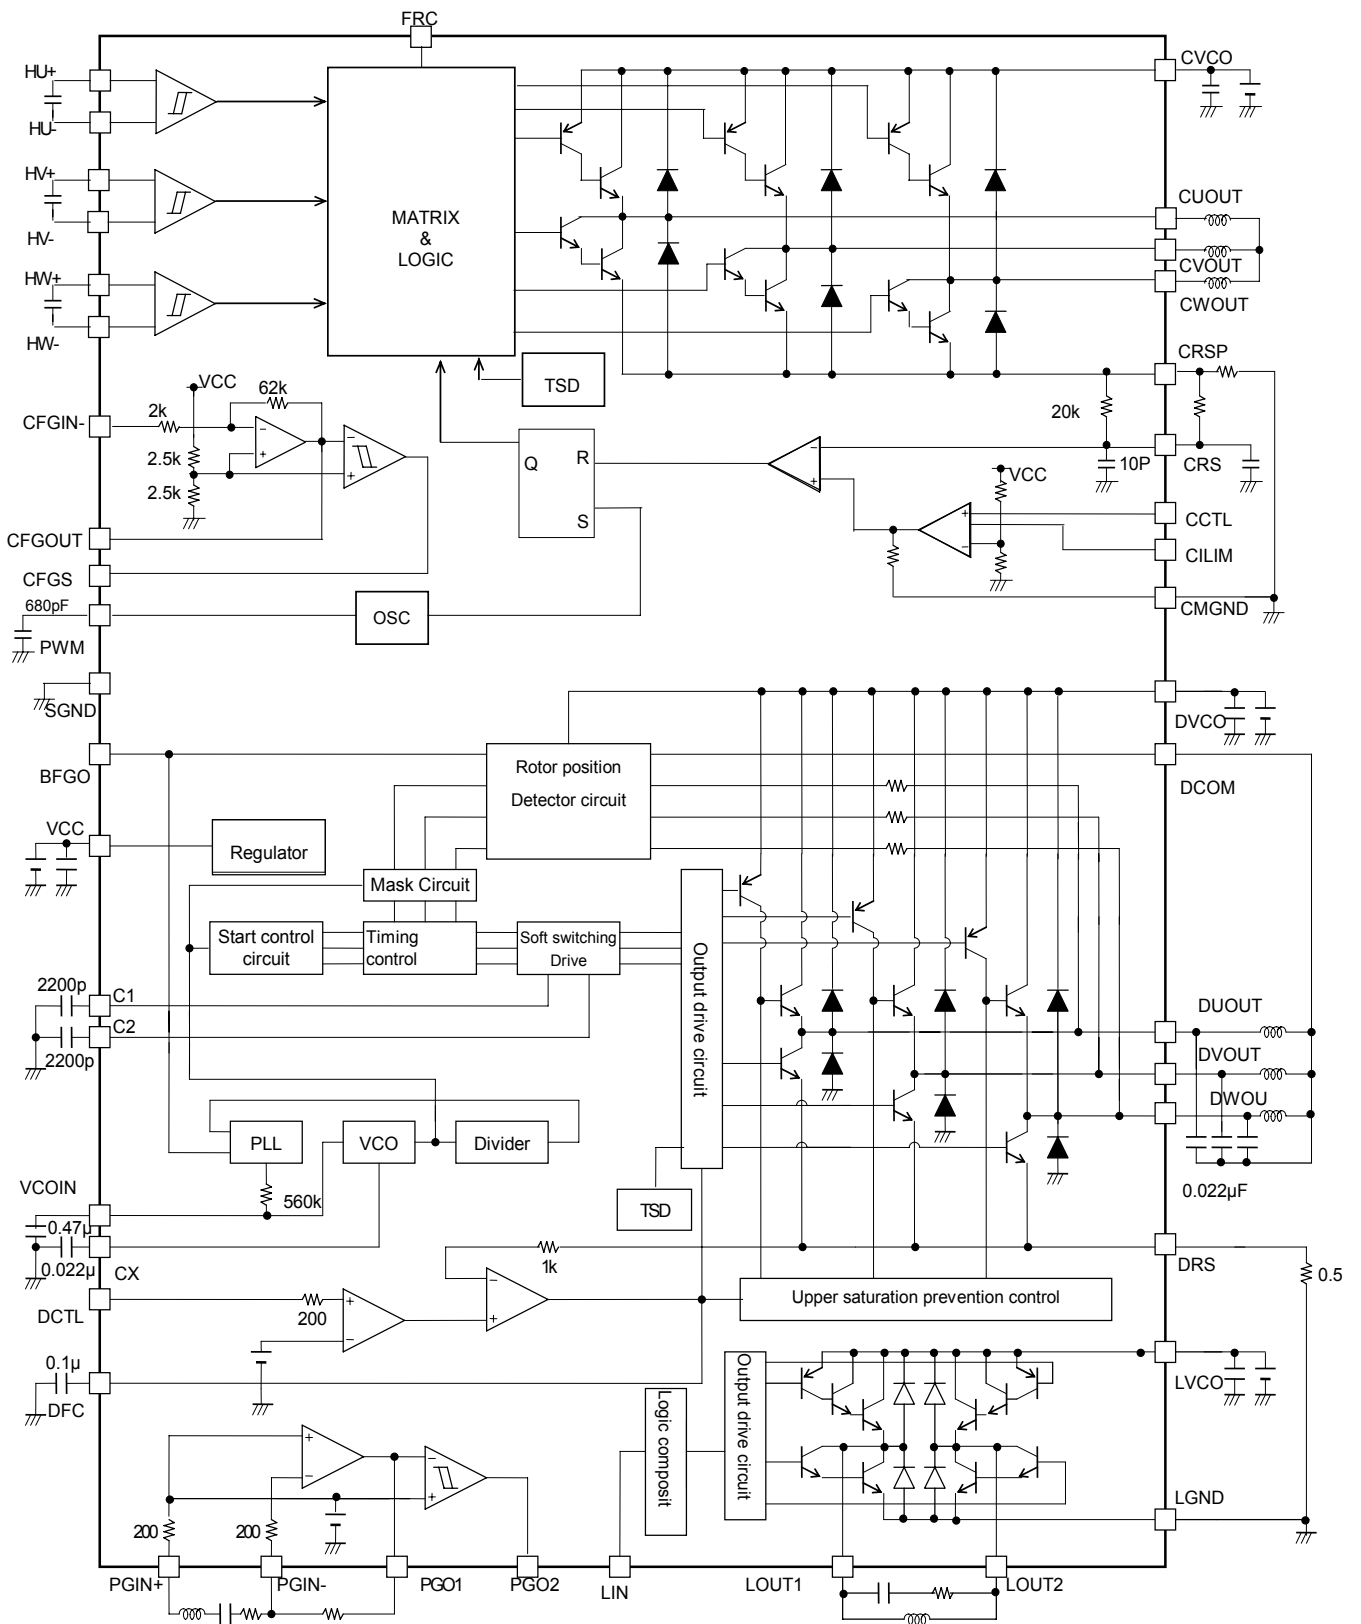 FRC
HU+
CVCO
HU-
HV+
MATRIX
&
LOGIC
CUOUT
HV-
CVOUT
HW+
CWOUT
HW-
CRSP
TSD
VCC
62k
CFGIN-
2k
20k
2.5k
Q
R
S
10P
CRS
VCC
2.5k
CCTL
CFGOUT
CILIM
CFGS
680pF
OSC
CMGND
PWM
SGND
DVCO
BFGO
Rotor position
Detector circuit
DCOM
VCC
Regulator
Mask Circuit
Start control
circuit
Timing
control
Soft switching
Drive
Output drive circuit
2200p
C1
C2
2200p
DUOUT
DVOUT
DWOU
PLL
VCO
Divider
VCOIN
560k
TSD
0.022µF
0.47µ
0.022µ
CX
1k
DRS
0.5
DCTL
200
Upper saturation prevention control
0.1µ
DFC
LVCO
Logic composit
Output drive circuit
LGND
200
200
PGIN+
PGIN-
PGO1
PGO2
LIN
LOUT1
LOUT2